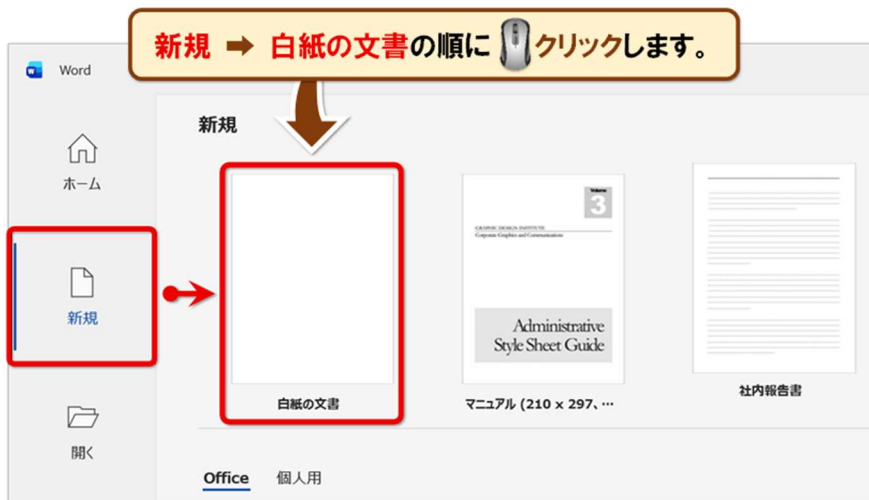 新規 ➡ 白紙の文書の順にクリックします。
Word
新規
ホーム
新規
開く
白紙の文書
Volume
3
GRAPHIC DESIGN INSTITUTE
Corporate Graphics and Communications
Administrative
Style Sheet Guide
マニュアル (210 x 297、…
社内報告書
Office 個人用